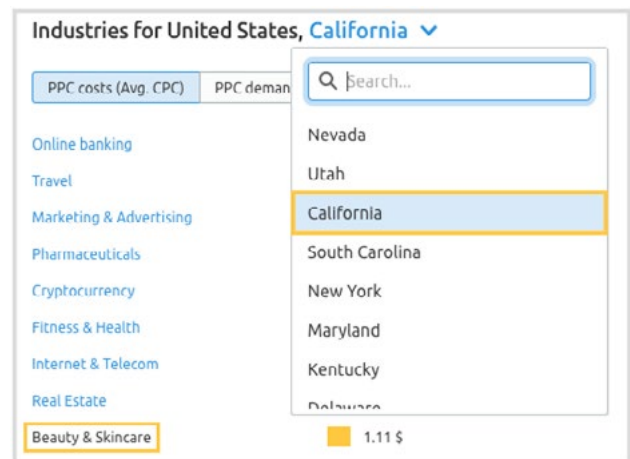 Industries for United States, California
PPC costs (Avg. CPC) PPC deman
Search...
Nevada
Utah
California
South Carolina
New York
Maryland
Kentucky
Delaware
Online banking
Travel
Marketing & Advertising
Pharmaceuticals
Cryptocurrency
Fitness & Health
Internet & Telecom
Real Estate
Beauty & Skincare 1.11 $